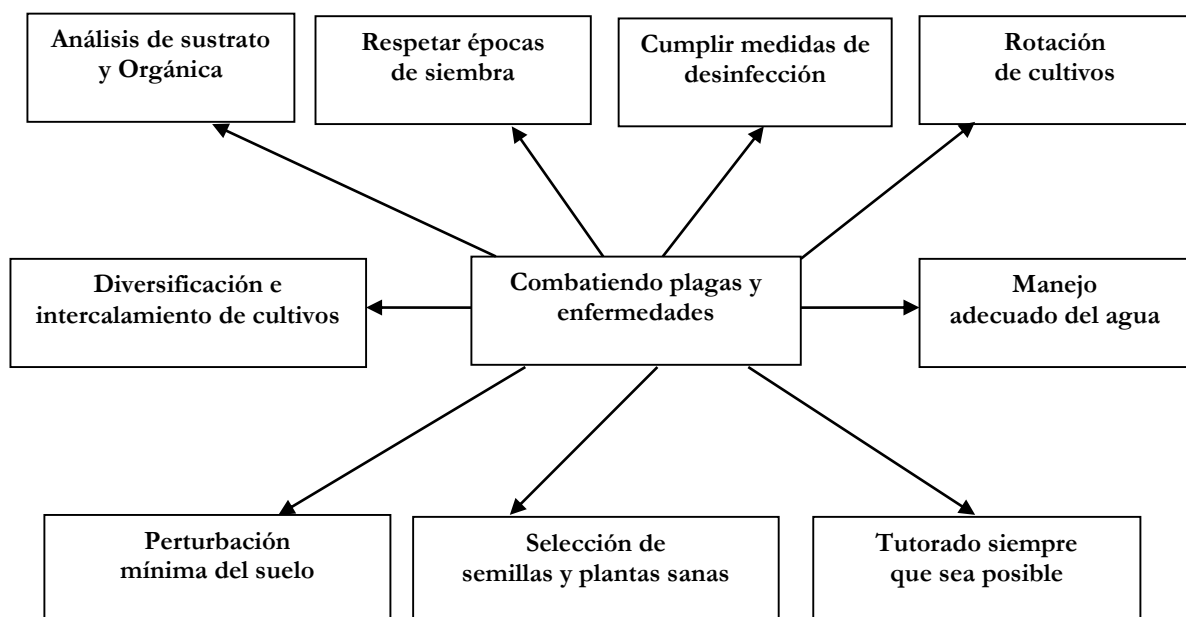 Análisis de sustrato
y Orgánica
Respetar épocas
de siembra
Cumplir medidas de
desinfección
Rotación
de cultivos
Diversificación e
intercalamiento de cultivos
Combatiendo plagas y
enfermedades
Manejo
adecuado del agua
Perturbación
mínima del suelo
Selección de
semillas y plantas sanas
Tutorado siempre
que sea posible